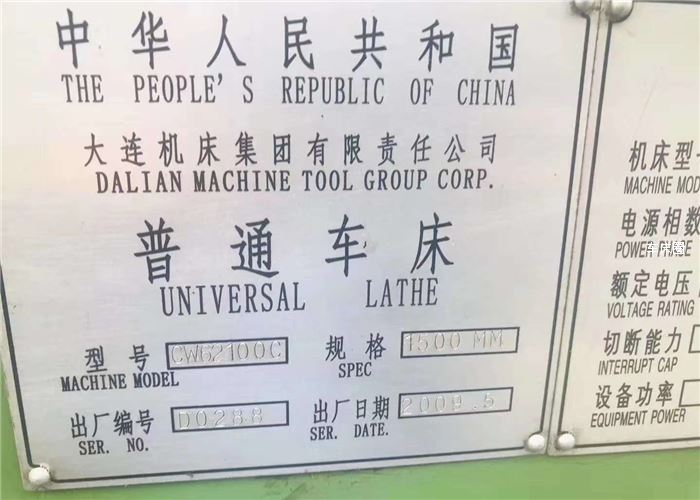 中华人民共和国
THE PEOPLE'S REPUBLIC OF CHINA
大连机床集团有限责任公司
DALIAN MACHINE TOOL GROUP CORP.
普通车床
UNIVERSAL LATHE
型号 CW62100C 规格 1500 MM
MACHINE MODEL SPEC
出厂编号 D0288 出厂日期 2009.5
SER. NO. SER. DATE.
机床型
MACHINE MOD
电源相数
POWER PHASE
车床圈
额定电压
VOLTAGE RATING
切断能力
INTERRUPT CAP
设备功率
EQUIPMENT POWER